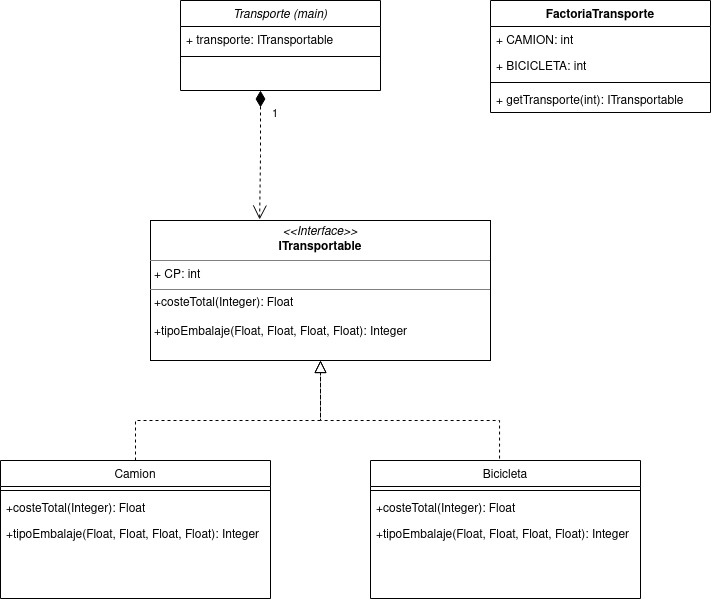 Transporte (main)
+ transporte: ITransportable
FactoriaTransporte
+ CAMION: int
+ BICICLETA: int
+ getTransporte(int): ITransportable
1
<<Interface>>
ITransportable
+ CP: int
+costeTotal(Integer): Float
+tipoEmbalaje(Float, Float, Float, Float): Integer
Camion
+costeTotal(Integer): Float
+tipoEmbalaje(Float, Float, Float, Float): Integer
Bicicleta
+costeTotal(Integer): Float
+tipoEmbalaje(Float, Float, Float, Float): Integer